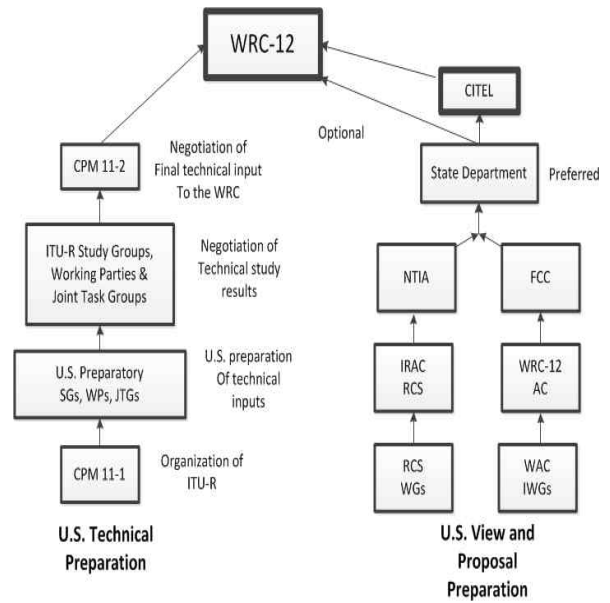 WRC-12
CITEL
Optional
CPM 11-2
Negotiation of
Final technical input
To the WRC
State Department
Preferred
ITU-R Study Groups,
Working Parties &
Joint Task Groups
Negotiation of
Technical study
results
NTIA
FCC
U.S. Preparatory
SGs, WPs, JTGs
U.S. preparation
Of technical
inputs
IRAC
RCS
WRC-12
AC
CPM 11-1
Organization of
ITU-R
RCS
WGs
WAC
IWGs
U.S. Technical
Preparation
U.S. View and
Proposal
Preparation